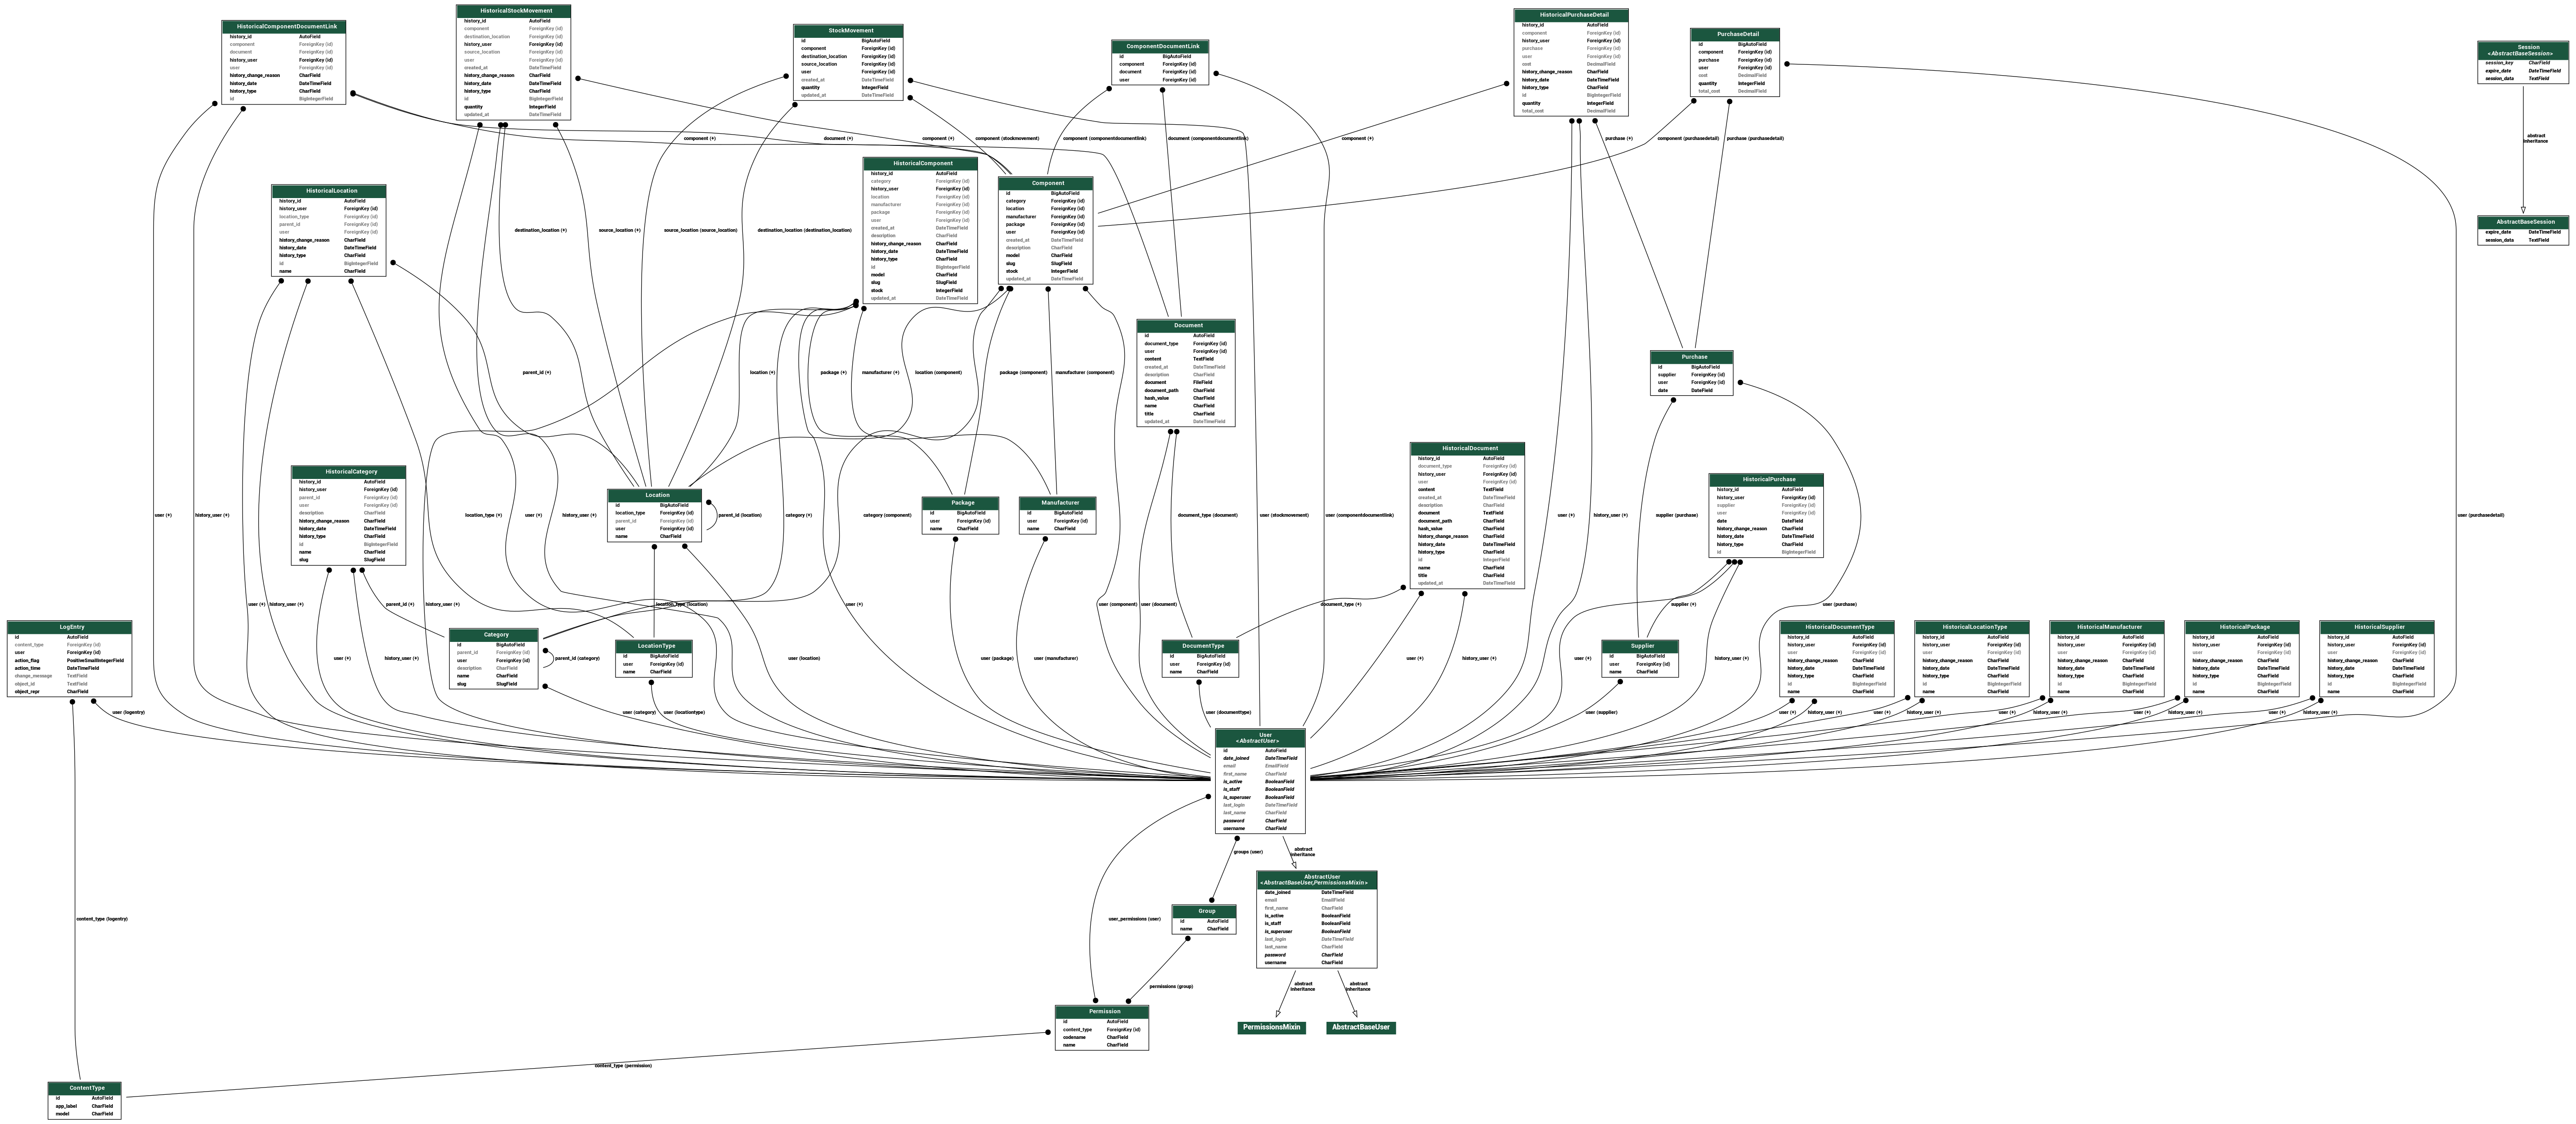 HistoricalComponentDocumentLink
history_id AutoField
component ForeignKey (id)
document ForeignKey (id)
history_user ForeignKey (id)
user ForeignKey (id)
history_change_reason CharField
history_date DateTimeField
history_type CharField
id BigIntegerField
HistoricalStockMovement
history_id AutoField
component ForeignKey (id)
destination_location ForeignKey (id)
history_user ForeignKey (id)
source_location ForeignKey (id)
user ForeignKey (id)
created_at DateTimeField
history_change_reason CharField
history_date DateTimeField
history_type CharField
id BigIntegerField
quantity IntegerField
updated_at DateTimeField
StockMovement
id BigAutoField
component ForeignKey (id)
destination_location ForeignKey (id)
source_location ForeignKey (id)
user ForeignKey (id)
created_at DateTimeField
quantity IntegerField
updated_at DateTimeField
ComponentDocumentLink
id BigAutoField
component ForeignKey (id)
document ForeignKey (id)
user ForeignKey (id)
HistoricalPurchaseDetail
history_id AutoField
component ForeignKey (id)
history_user ForeignKey (id)
purchase ForeignKey (id)
user ForeignKey (id)
cost DecimalField
history_change_reason CharField
history_date DateTimeField
history_type CharField
id BigIntegerField
quantity IntegerField
total_cost DecimalField
PurchaseDetail
id BigAutoField
component ForeignKey (id)
purchase ForeignKey (id)
user ForeignKey (id)
cost DecimalField
quantity IntegerField
total_cost DecimalField
Session
<AbstractBaseSession>
session_key CharField
expire_date DateTimeField
session_data TextField
component (+)
document (+)
component (+)
component (stockmovement)
component (componentdocumentlink)
document (componentdocumentlink)
component (+)
purchase (+)
component (purchasedetail)
purchase (purchasedetail)
abstract
inheritance
HistoricalLocation
history_id AutoField
history_user ForeignKey (id)
location_type ForeignKey (id)
parent_id ForeignKey (id)
user ForeignKey (id)
history_change_reason CharField
history_date DateTimeField
history_type CharField
id BigIntegerField
name CharField
HistoricalComponent
history_id AutoField
category ForeignKey (id)
history_user ForeignKey (id)
location ForeignKey (id)
manufacturer ForeignKey (id)
package ForeignKey (id)
user ForeignKey (id)
created_at DateTimeField
description CharField
history_change_reason CharField
history_date DateTimeField
history_type CharField
id BigIntegerField
model CharField
slug SlugField
stock IntegerField
updated_at DateTimeField
Component
id BigAutoField
category ForeignKey (id)
location ForeignKey (id)
manufacturer ForeignKey (id)
package ForeignKey (id)
user ForeignKey (id)
created_at DateTimeField
description CharField
model CharField
slug SlugField
stock IntegerField
updated_at DateTimeField
AbstractBaseSession
expire_date DateTimeField
session_data TextField
destination_location (+)
source_location (+)
source_location (source_location)
destination_location (destination_location)
Document
id AutoField
document_type ForeignKey (id)
user ForeignKey (id)
content TextField
created_at DateTimeField
description CharField
document FileField
document_path CharField
hash_value CharField
name CharField
title CharField
updated_at DateTimeField
Purchase
id BigAutoField
supplier ForeignKey (id)
user ForeignKey (id)
date DateField
parent_id (+)
location (+)
package (+)
manufacturer (+)
location (component)
package (component)
manufacturer (component)
HistoricalCategory
history_id AutoField
history_user ForeignKey (id)
parent_id ForeignKey (id)
user ForeignKey (id)
description CharField
history_change_reason CharField
history_date DateTimeField
history_type CharField
id BigIntegerField
name CharField
slug SlugField
Location
id BigAutoField
location_type ForeignKey (id)
parent_id ForeignKey (id)
user ForeignKey (id)
name CharField
parent_id (location)
Package
id BigAutoField
user ForeignKey (id)
name CharField
Manufacturer
id BigAutoField
user ForeignKey (id)
name CharField
HistoricalDocument
history_id AutoField
document_type ForeignKey (id)
history_user ForeignKey (id)
user ForeignKey (id)
content TextField
created_at DateTimeField
description CharField
document TextField
document_path CharField
hash_value CharField
history_change_reason CharField
history_date DateTimeField
history_type CharField
id IntegerField
name CharField
title CharField
updated_at DateTimeField
HistoricalPurchase
history_id AutoField
history_user ForeignKey (id)
supplier ForeignKey (id)
user ForeignKey (id)
date DateField
history_change_reason CharField
history_date DateTimeField
history_type CharField
id BigIntegerField
user (+)
history_user (+)
location_type (+)
user (+)
history_user (+)
category (+)
category (component)
document_type (document)
user (stockmovement)
user (componentdocumentlink)
user (+)
history_user (+)
supplier (purchase)
user (purchasedetail)
user (+)
history_user (+)
parent_id (+)
history_user (+)
location_type (location)
user (+)
user (component)
user (document)
document_type (+)
supplier (+)
user (purchase)
LogEntry
id AutoField
content_type ForeignKey (id)
user ForeignKey (id)
action_flag PositiveSmallIntegerField
action_time DateTimeField
change_message TextField
object_id TextField
object_repr CharField
Category
id BigAutoField
parent_id ForeignKey (id)
user ForeignKey (id)
description CharField
name CharField
slug SlugField
parent_id (category)
LocationType
id BigAutoField
user ForeignKey (id)
name CharField
DocumentType
id BigAutoField
user ForeignKey (id)
name CharField
Supplier
id BigAutoField
user ForeignKey (id)
name CharField
HistoricalDocumentType
history_id AutoField
history_user ForeignKey (id)
user ForeignKey (id)
history_change_reason CharField
history_date DateTimeField
history_type CharField
id BigIntegerField
name CharField
HistoricalLocationType
history_id AutoField
history_user ForeignKey (id)
user ForeignKey (id)
history_change_reason CharField
history_date DateTimeField
history_type CharField
id BigIntegerField
name CharField
HistoricalManufacturer
history_id AutoField
history_user ForeignKey (id)
user ForeignKey (id)
history_change_reason CharField
history_date DateTimeField
history_type CharField
id BigIntegerField
name CharField
HistoricalPackage
history_id AutoField
history_user ForeignKey (id)
user ForeignKey (id)
history_change_reason CharField
history_date DateTimeField
history_type CharField
id BigIntegerField
name CharField
HistoricalSupplier
history_id AutoField
history_user ForeignKey (id)
user ForeignKey (id)
history_change_reason CharField
history_date DateTimeField
history_type CharField
id BigIntegerField
name CharField
user (+)
history_user (+)
user (location)
user (package)
user (manufacturer)
user (+)
history_user (+)
user (+)
history_user (+)
user (logentry)
user (category)
user (locationtype)
user (documenttype)
user (supplier)
user (+)
history_user (+)
user (+)
history_user (+)
user (+)
history_user (+)
user (+)
history_user (+)
user (+)
history_user (+)
User
<AbstractUser>
id AutoField
date_joined DateTimeField
email EmailField
first_name CharField
is_active BooleanField
is_staff BooleanField
is_superuser BooleanField
last_login DateTimeField
last_name CharField
password CharField
username CharField
groups (user)
abstract
inheritance
AbstractUser
<AbstractBaseUser,PermissionsMixin>
date_joined DateTimeField
email EmailField
first_name CharField
is_active BooleanField
is_staff BooleanField
is_superuser BooleanField
last_login DateTimeField
last_name CharField
password CharField
username CharField
Group
id AutoField
name CharField
content_type (logentry)
user_permissions (user)
permissions (group)
abstract
inheritance
abstract
inheritance
Permission
id AutoField
content_type ForeignKey (id)
codename CharField
name CharField
PermissionsMixin
AbstractBaseUser
content_type (permission)
ContentType
id AutoField
app_label CharField
model CharField